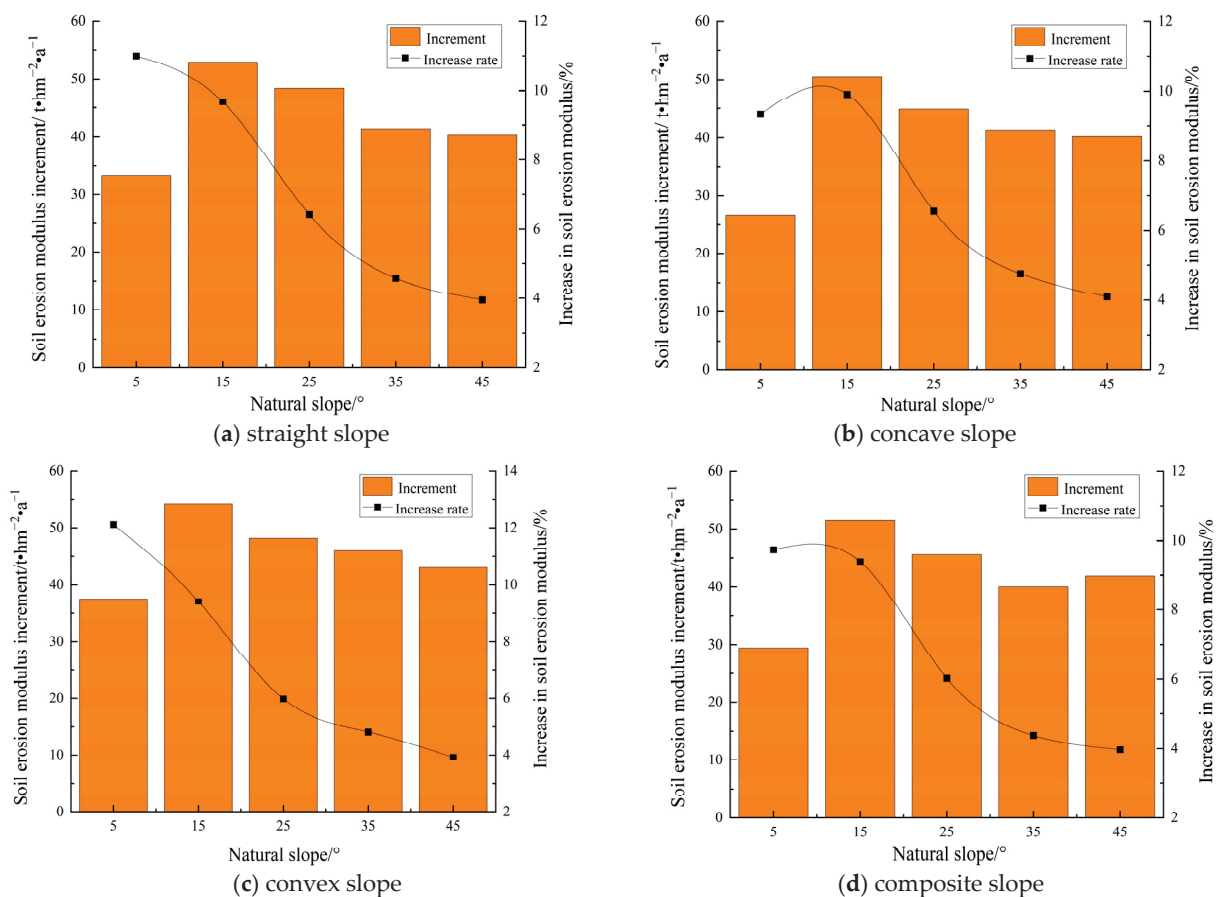 Soil erosion modulus increment/ t•hm⁻²•a⁻¹
60
50
40
30
20
10
0
Increment
Increase rate
12
10
8
6
4
2
Increase in soil erosion modulus/%
5 15 25 35 45
Natural slope/°
(a) straight slope
Soil erosion modulus increment/ t•hm⁻²•a⁻¹
60
50
40
30
20
10
0
Increment
Increase rate
12
10
8
6
4
2
Increase in soil erosion modulus/%
5 15 25 35 45
Natural slope/°
(b) concave slope
Soil erosion modulus increment/t•hm⁻²•a⁻¹
60
50
40
30
20
10
0
Increment
Increase rate
14
12
10
8
6
4
2
Increase in soil erosion modulus/%
5 15 25 35 45
Natural slope/°
(c) convex slope
Soil erosion modulus increment/t•hm⁻²•a⁻¹
60
50
40
30
20
10
0
Increment
Increase rate
12
10
8
6
4
2
Increase in soil erosion modulus/%
5 15 25 35 45
Natural slope/°
(d) composite slope